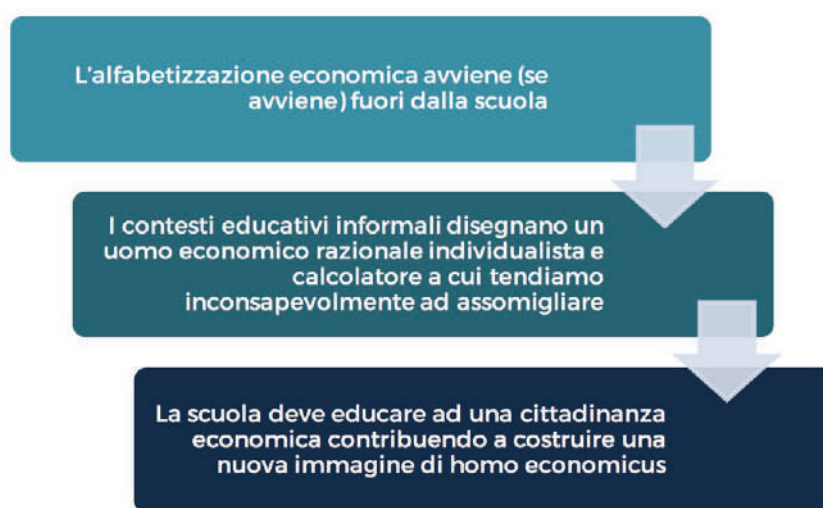 L'alfabetizzazione economica avviene (se
avviene) fuori dalla scuola
I contesti educativi informali disegnano un
uomo economico razionale individualista e
calcolatore a cui tendiamo
inconsapevolmente ad assomigliare
La scuola deve educare ad una cittadinanza
economica contribuendo a costruire una
nuova immagine di homo economicus